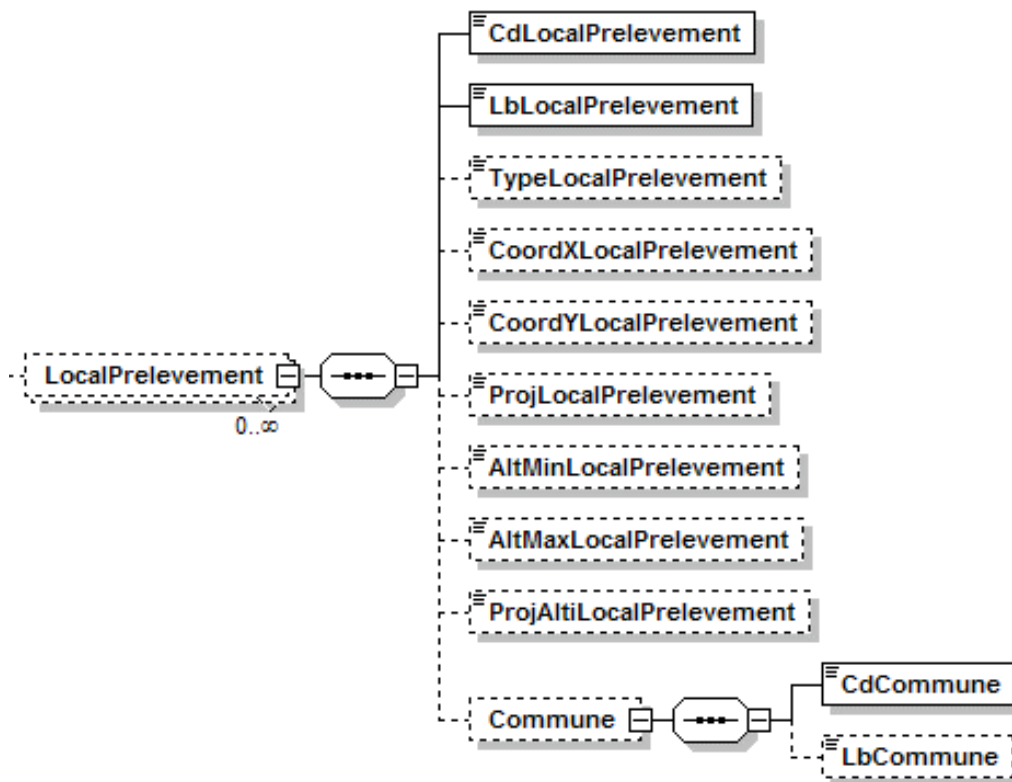 CdLocalPrelevement
LbLocalPrelevement
TypeLocalPrelevement
CoordXLocalPrelevement
CoordYLocalPrelevement
LocalPrelevement
0..∞
ProjLocalPrelevement
AltMinLocalPrelevement
AltMaxLocalPrelevement
ProjAltiLocalPrelevement
CdCommune
Commune
LbCommune